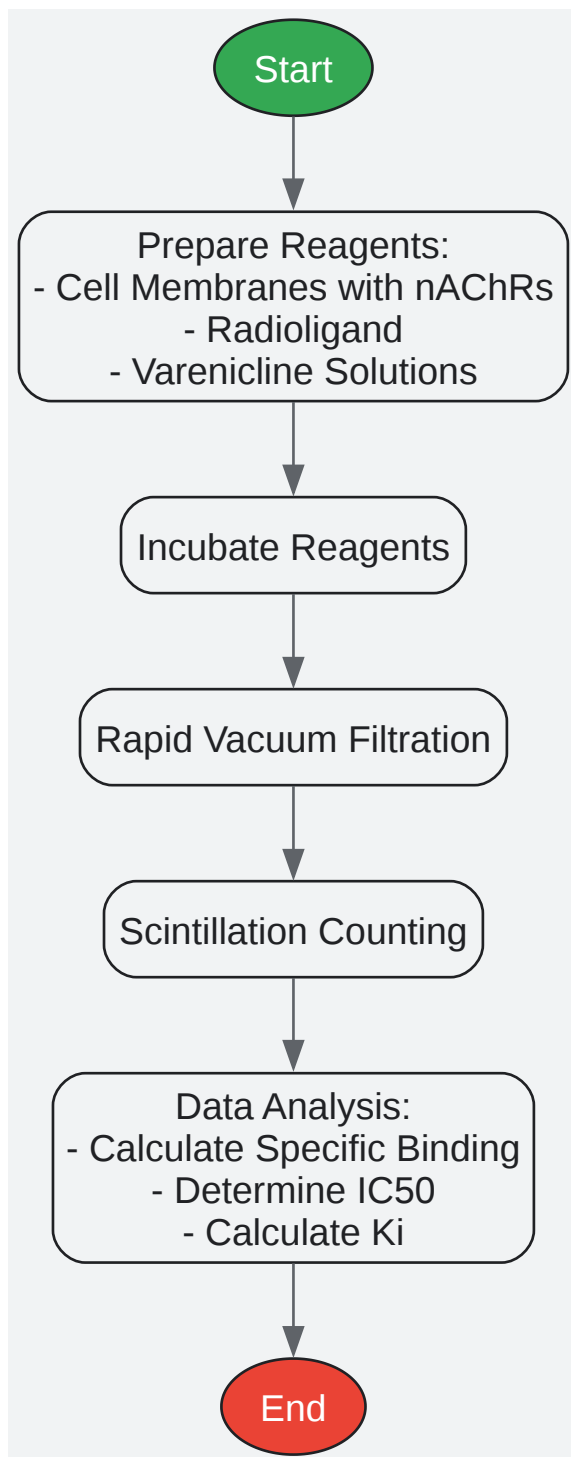 Start
Prepare Reagents:
- Cell Membranes with nAChRs
- Radioligand
- Varenicline Solutions
Incubate Reagents
Rapid Vacuum Filtration
Scintillation Counting
Data Analysis:
- Calculate Specific Binding
- Determine IC50
- Calculate Ki
End